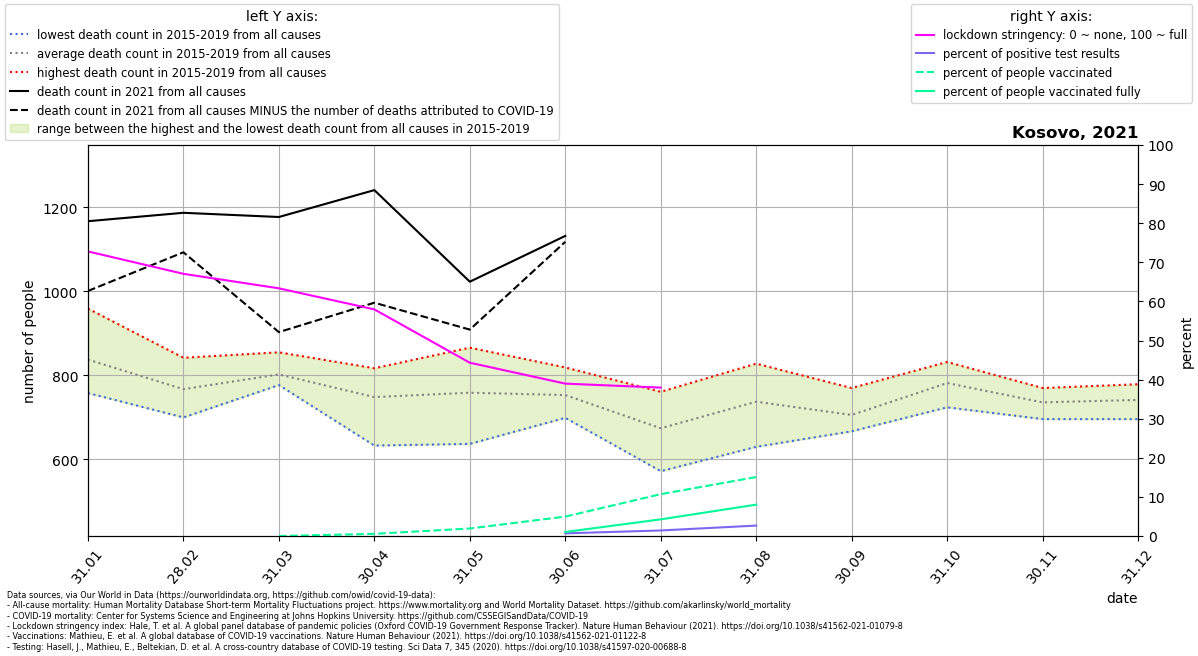 left Y axis:
lowest death count in 2015-2019 from all causes
average death count in 2015-2019 from all causes
highest death count in 2015-2019 from all causes
death count in 2021 from all causes
death count in 2021 from all causes MINUS the number of deaths attributed to COVID-19
range between the highest and the lowest death count from all causes in 2015-2019
right Y axis:
lockdown stringency: 0 ~ none, 100 ~ full
percent of positive test results
percent of people vaccinated
percent of people vaccinated fully
Kosovo, 2021
number of people
1200
1000
800
600
100
90
80
70
60
50
40
30
20
10
0
percent
31.01
28.02
31.03
30.04
31.05
30.06
31.07
31.08
30.09
31.10
30.11
31.12
date
Data sources, via Our World in Data (https://ourworldindata.org, https://github.com/owid/covid-19-data):
- All-cause mortality: Human Mortality Database Short-term Mortality Fluctuations project. https://www.mortality.org and World Mortality Dataset. https://github.com/akarlinsky/world_mortality
- COVID-19 mortality: Center for Systems Science and Engineering at Johns Hopkins University. https://github.com/CSSEGISandData/COVID-19
- Lockdown stringency index: Hale, T. et al. A global panel database of pandemic policies (Oxford COVID-19 Government Response Tracker). Nature Human Behaviour (2021). https://doi.org/10.1038/s41562-021-01079-8
- Vaccinations: Mathieu, E. et al. A global database of COVID-19 vaccinations. Nature Human Behaviour (2021). https://doi.org/10.1038/s41562-021-01122-8
- Testing: Hasell, J., Mathieu, E., Beltekian, D. et al. A cross-country database of COVID-19 testing. Sci Data 7, 345 (2020). https://doi.org/10.1038/s41597-020-00688-8